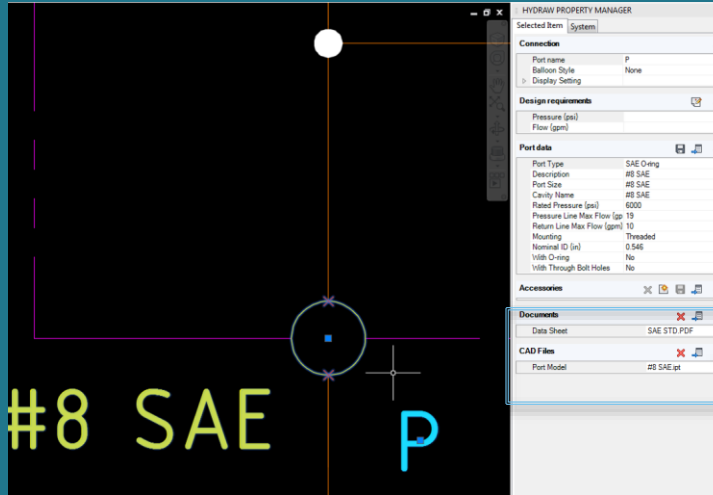 HYDRAW PROPERTY MANAGER
Selected Item System
Connection
Port name P
Balloon Style None
Display Setting
Design requirements
Pressure (psi)
Flow (gpm)
Port data
Port Type SAE O-ring
Description #8 SAE
Port Size #8 SAE
Cavity Name #8 SAE
Rated Pressure (psi) 6000
Pressure Line Max Flow (gp 19
Return Line Max Flow (gpm) 10
Mounting Threaded
Nominal ID (in) 0.546
With O-ring No
With Through Bolt Holes No
Accessories
Documents
Data Sheet SAE STD.PDF
CAD Files
Port Model #8 SAE.ipt
#8 SAE
P